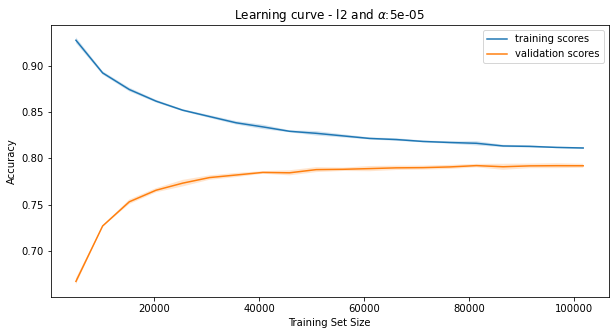 Learning curve - l2 and α:5e-05
training scores
validation scores
Accuracy
0.90
0.85
0.80
0.75
0.70
20000 40000 60000 80000 100000
Training Set Size